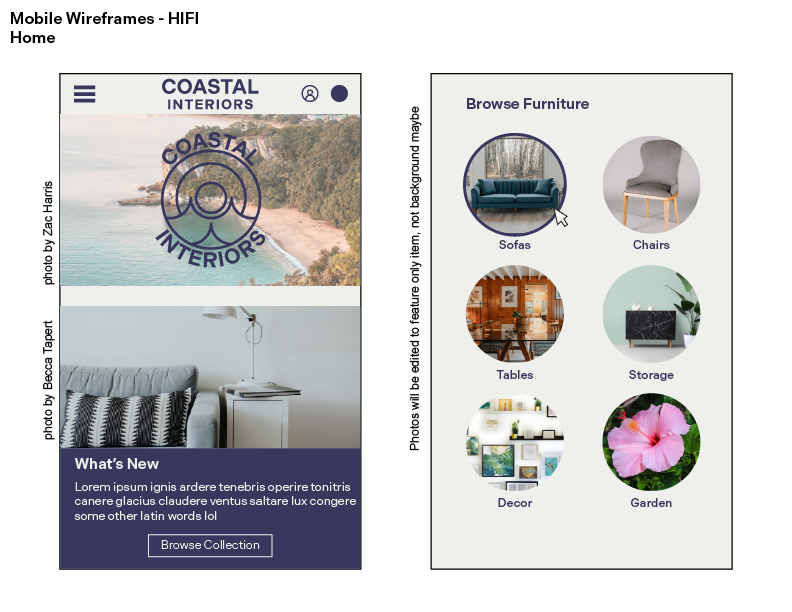 Mobile Wireframes - HIFI
Home
COASTAL
INTERIORS
COASTAL
INTERIORS
photo by Zac Harris
photo by Becca Tapert
What's New
Lorem ipsum ignis ardere tenebris operire tonitris
canere glacius claudere ventus saltare lux congere
some other latin words lol
Browse Collection
Photos will be edited to feature only item, not background maybe
Browse Furniture
Sofas
Chairs
Tables
Storage
Decor
Garden